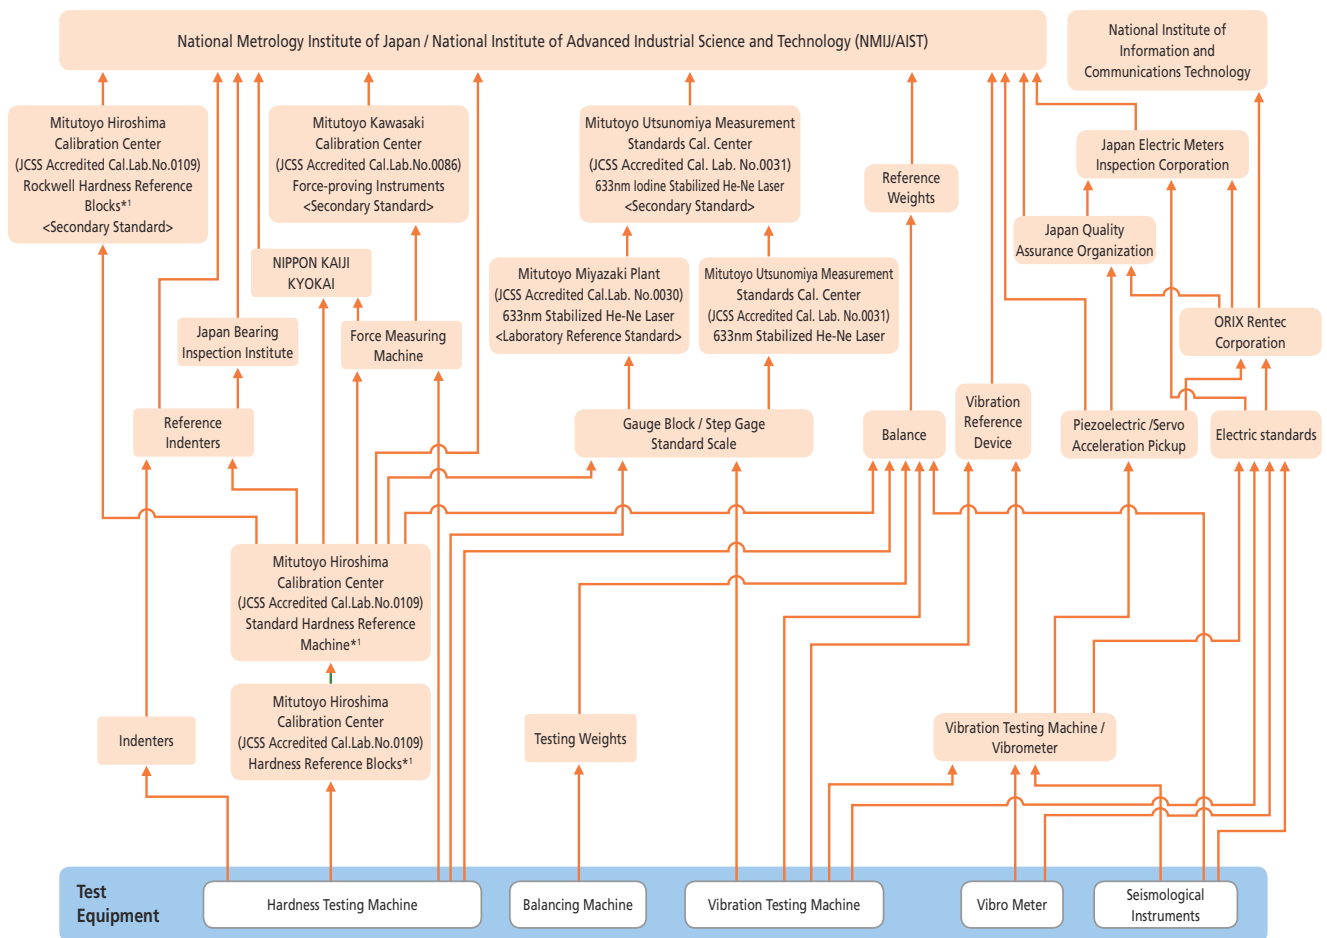 National Metrology Institute of Japan / National Institute of Advanced Industrial Science and Technology (NMIJ/AIST)
National Institute of
Information and
Communications Technology
Mitutoyo Hiroshima
Calibration Center
(JCSS Accredited Cal.Lab.No.0109)
Rockwell Hardness Reference
Blocks*1
<Secondary Standard>
Mitutoyo Kawasaki
Calibration Center
(JCSS Accredited Cal.Lab.No.0086)
Force-proving Instruments
<Secondary Standard>
Mitutoyo Utsunomiya Measurement
Standards Cal. Center
(JCSS Accredited Cal. Lab. No.0031)
633nm Iodine Stabilized He-Ne Laser
<Secondary Standard>
Reference
Weights
Japan Electric Meters
Inspection Corporation
Japan Quality
Assurance Organization
NIPPON KAIJI
KYOKAI
Mitutoyo Miyazaki Plant
(JCSS Accredited Cal.Lab. No.0030)
633nm Stabilized He-Ne Laser
<Laboratory Reference Standard>
Mitutoyo Utsunomiya Measurement
Standards Cal. Center
(JCSS Accredited Cal. Lab. No.0031)
633nm Stabilized He-Ne Laser
Japan Bearing
Inspection Institute
Force Measuring
Machine
ORIX Rentec
Corporation
Reference
Indenters
Gauge Block / Step Gage
Standard Scale
Balance
Vibration
Reference
Device
Piezoelectric /Servo
Acceleration Pickup
Electric standards
Mitutoyo Hiroshima
Calibration Center
(JCSS Accredited Cal.Lab.No.0109)
Standard Hardness Reference
Machine*1
Mitutoyo Hiroshima
Calibration Center
(JCSS Accredited Cal.Lab.No.0109)
Hardness Reference Blocks*1
Indenters
Testing Weights
Vibration Testing Machine /
Vibrometer
Test
Equipment
Hardness Testing Machine
Balancing Machine
Vibration Testing Machine
Vibro Meter
Seismological
Instruments